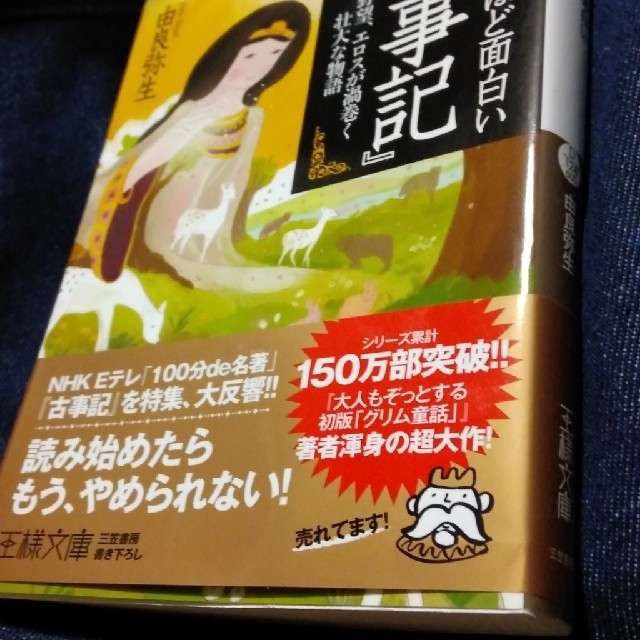 ほど面白い
事記』
エロスが渦巻く
壮大な物語
由良弥生
由良弥生
NHK Eテレ「100分de名著」
『古事記』を特集、大反響!!
読み始めたら
もう、やめられない!
シリーズ累計
150万部突破!!
『大人もぞっとする
初版「グリム童話」』
著者渾身の超大作!
売れてます!
王様文庫
三笠書房
書き下ろし
王様文庫